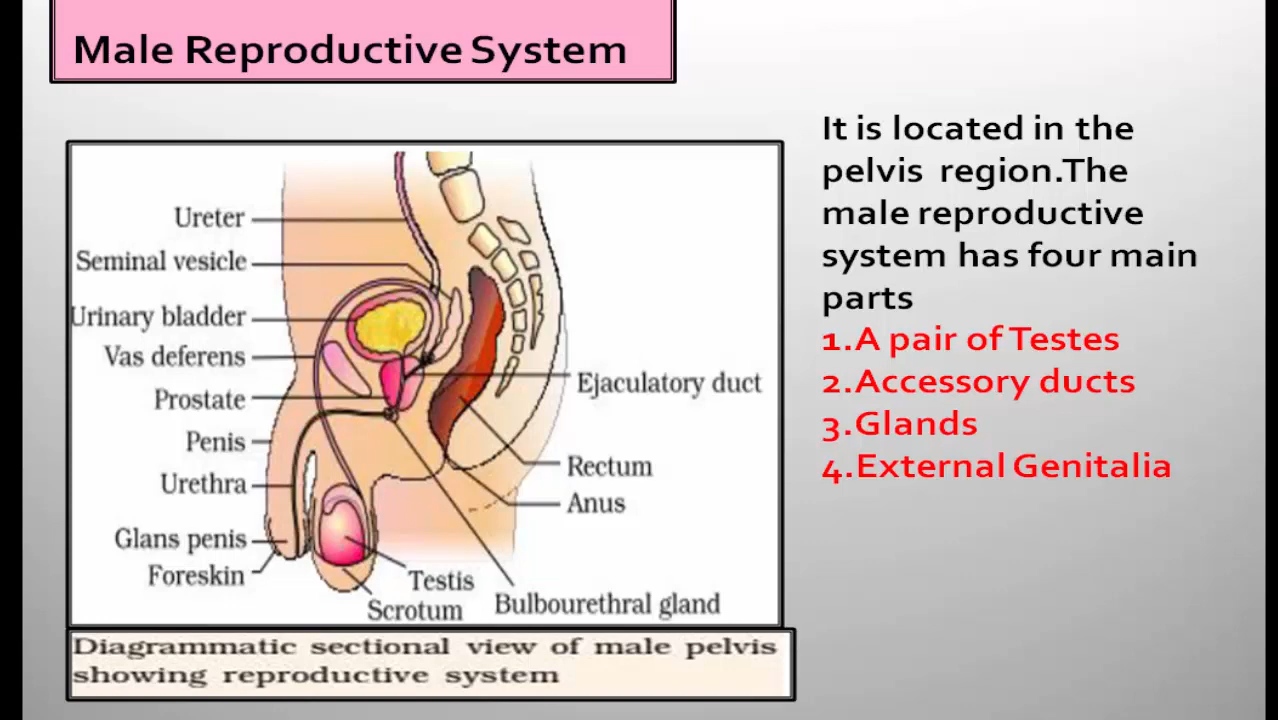 Male Reproductive System
It is located in the
pelvis region.The
male reproductive
system has four main
parts
1.A pair of Testes
2.Accessory ducts
3.Glands
4.External Genitalia
Ureter
Seminal vesicle
Urinary bladder
Vas deferens
Prostate
Penis
Urethra
Glans penis
Foreskin
Ejaculatory duct
Rectum
Anus
Testis
Scrotum
Bulbourethral gland
Diagrammatic sectional view of male pelvis
showing reproductive system